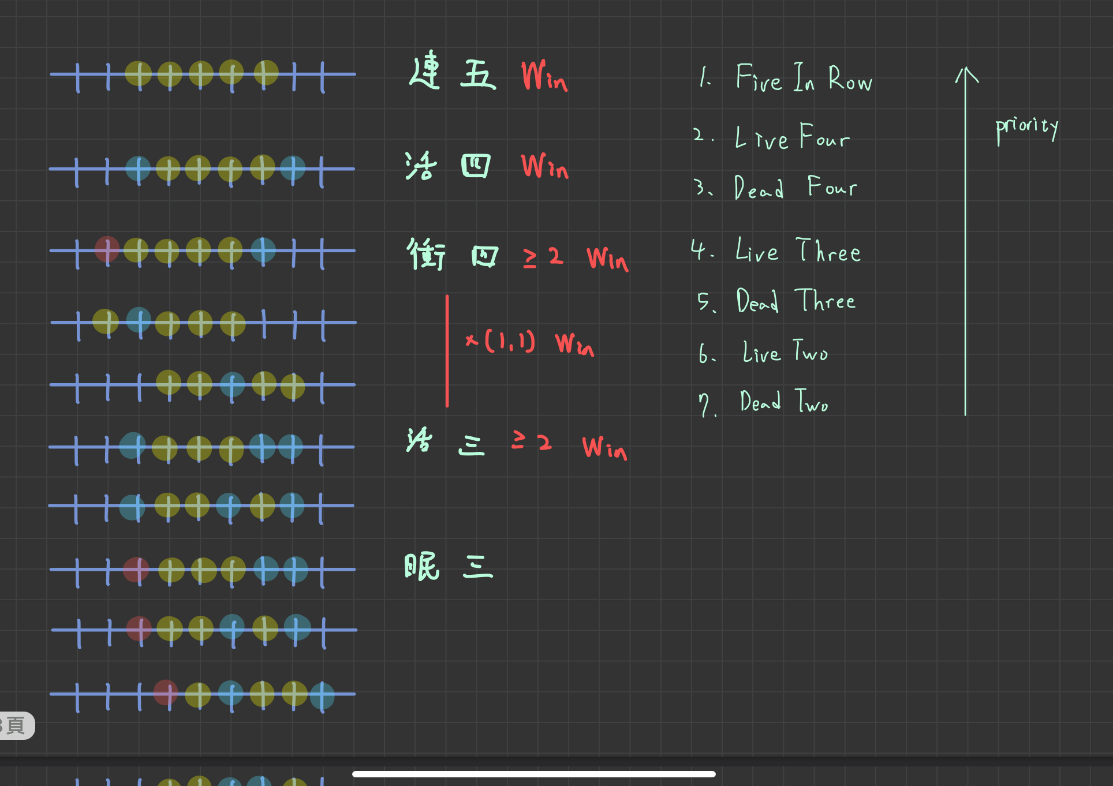 連五 Win
活四 Win
衝四 ≥2 Win
×(1,1) Win
活三 ≥2 Win
眠三
1. Five In Row
2. Live Four
3. Dead Four
4. Live Three
5. Dead Three
6. Live Two
7. Dead Two
priority
頁